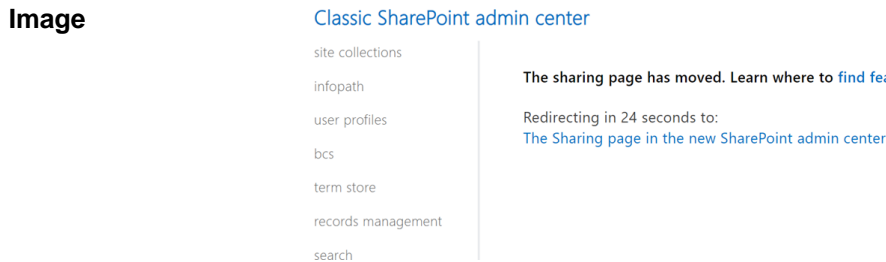 Image
Classic SharePoint admin center
site collections
infopath
user profiles
bcs
term store
records management
search
The sharing page has moved. Learn where to find
Redirecting in 24 seconds to:
The Sharing page in the new SharePoint admin center